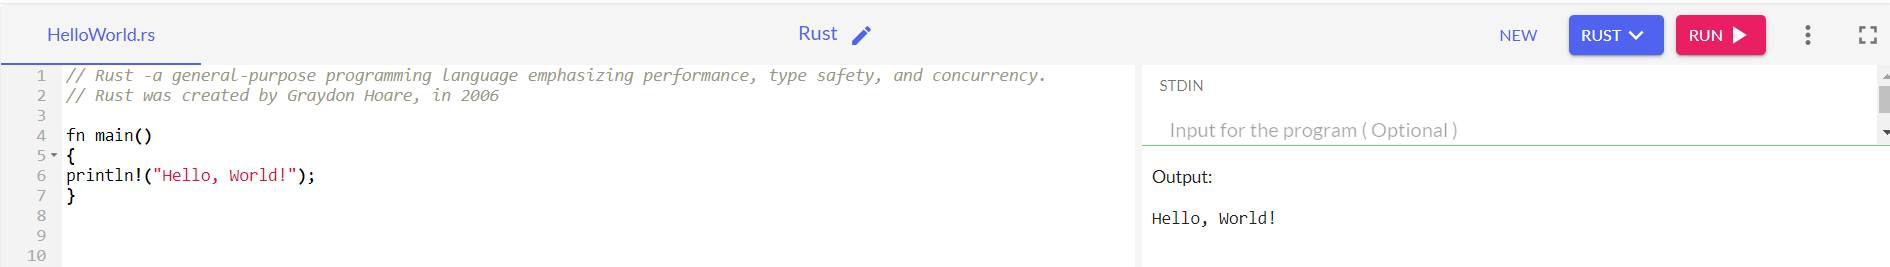 HelloWorld.rs
Rust
NEW
RUST
RUN
1 // Rust -a general-purpose programming language emphasizing performance, type safety, and concurrency.
2 // Rust was created by Graydon Hoare, in 2006
3
4 fn main()
5 {
6 println!("Hello, World!");
7 }
8
9
10
STDIN
Input for the program ( Optional )
Output:
Hello, World!